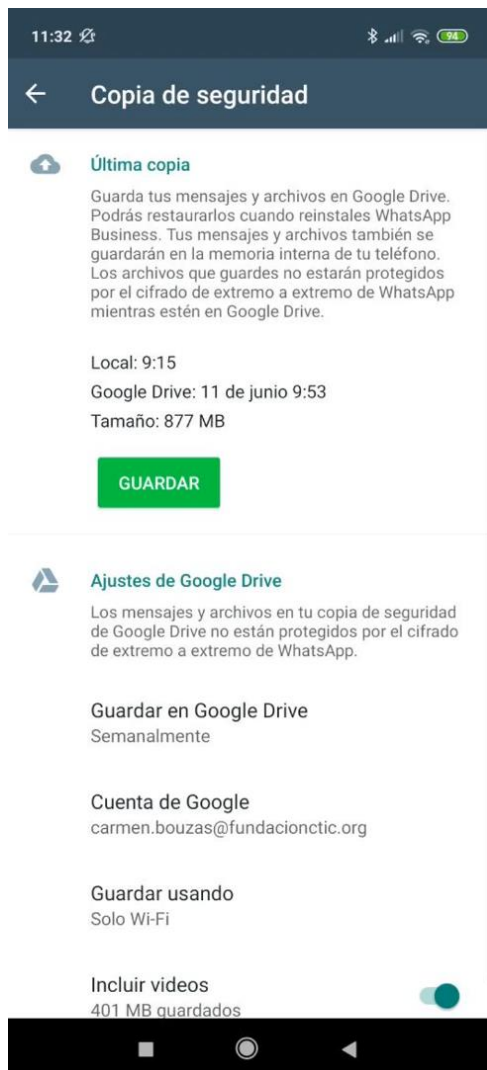 11:32
94
Copia de seguridad
Última copia
Guarda tus mensajes y archivos en Google Drive.
Podrás restaurarlos cuando reinstales WhatsApp
Business. Tus mensajes y archivos también se
guardarán en la memoria interna de tu teléfono.
Los archivos que guardes no estarán protegidos
por el cifrado de extremo a extremo de WhatsApp
mientras estén en Google Drive.
Local: 9:15
Google Drive: 11 de junio 9:53
Tamaño: 877 MB
GUARDAR
Ajustes de Google Drive
Los mensajes y archivos en tu copia de seguridad
de Google Drive no están protegidos por el cifrado
de extremo a extremo de WhatsApp.
Guardar en Google Drive
Semanalmente
Cuenta de Google
carmen.bouzas@fundacionctic.org
Guardar usando
Solo Wi-Fi
Incluir videos
401 MB guardados